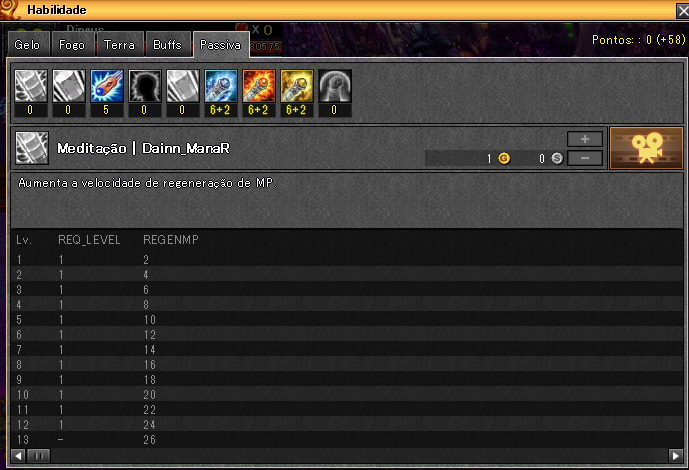 Habilidade
X 0
Gelo Fogo Terra Buffs Passiva
30575
Pontos: : 0 (+58)
0 0 5 0 0 6+2 6+2 6+2 0
Meditação | Dainn_ManaR
+
1 G 0 S −
Aumenta a velocidade de regeneração de MP.
Lv. REQ_LEVEL REGENMP
1 1 2
2 1 4
3 1 6
4 1 8
5 1 10
6 1 12
7 1 14
8 1 16
9 1 18
10 1 20
11 1 22
12 1 24
13 - 26